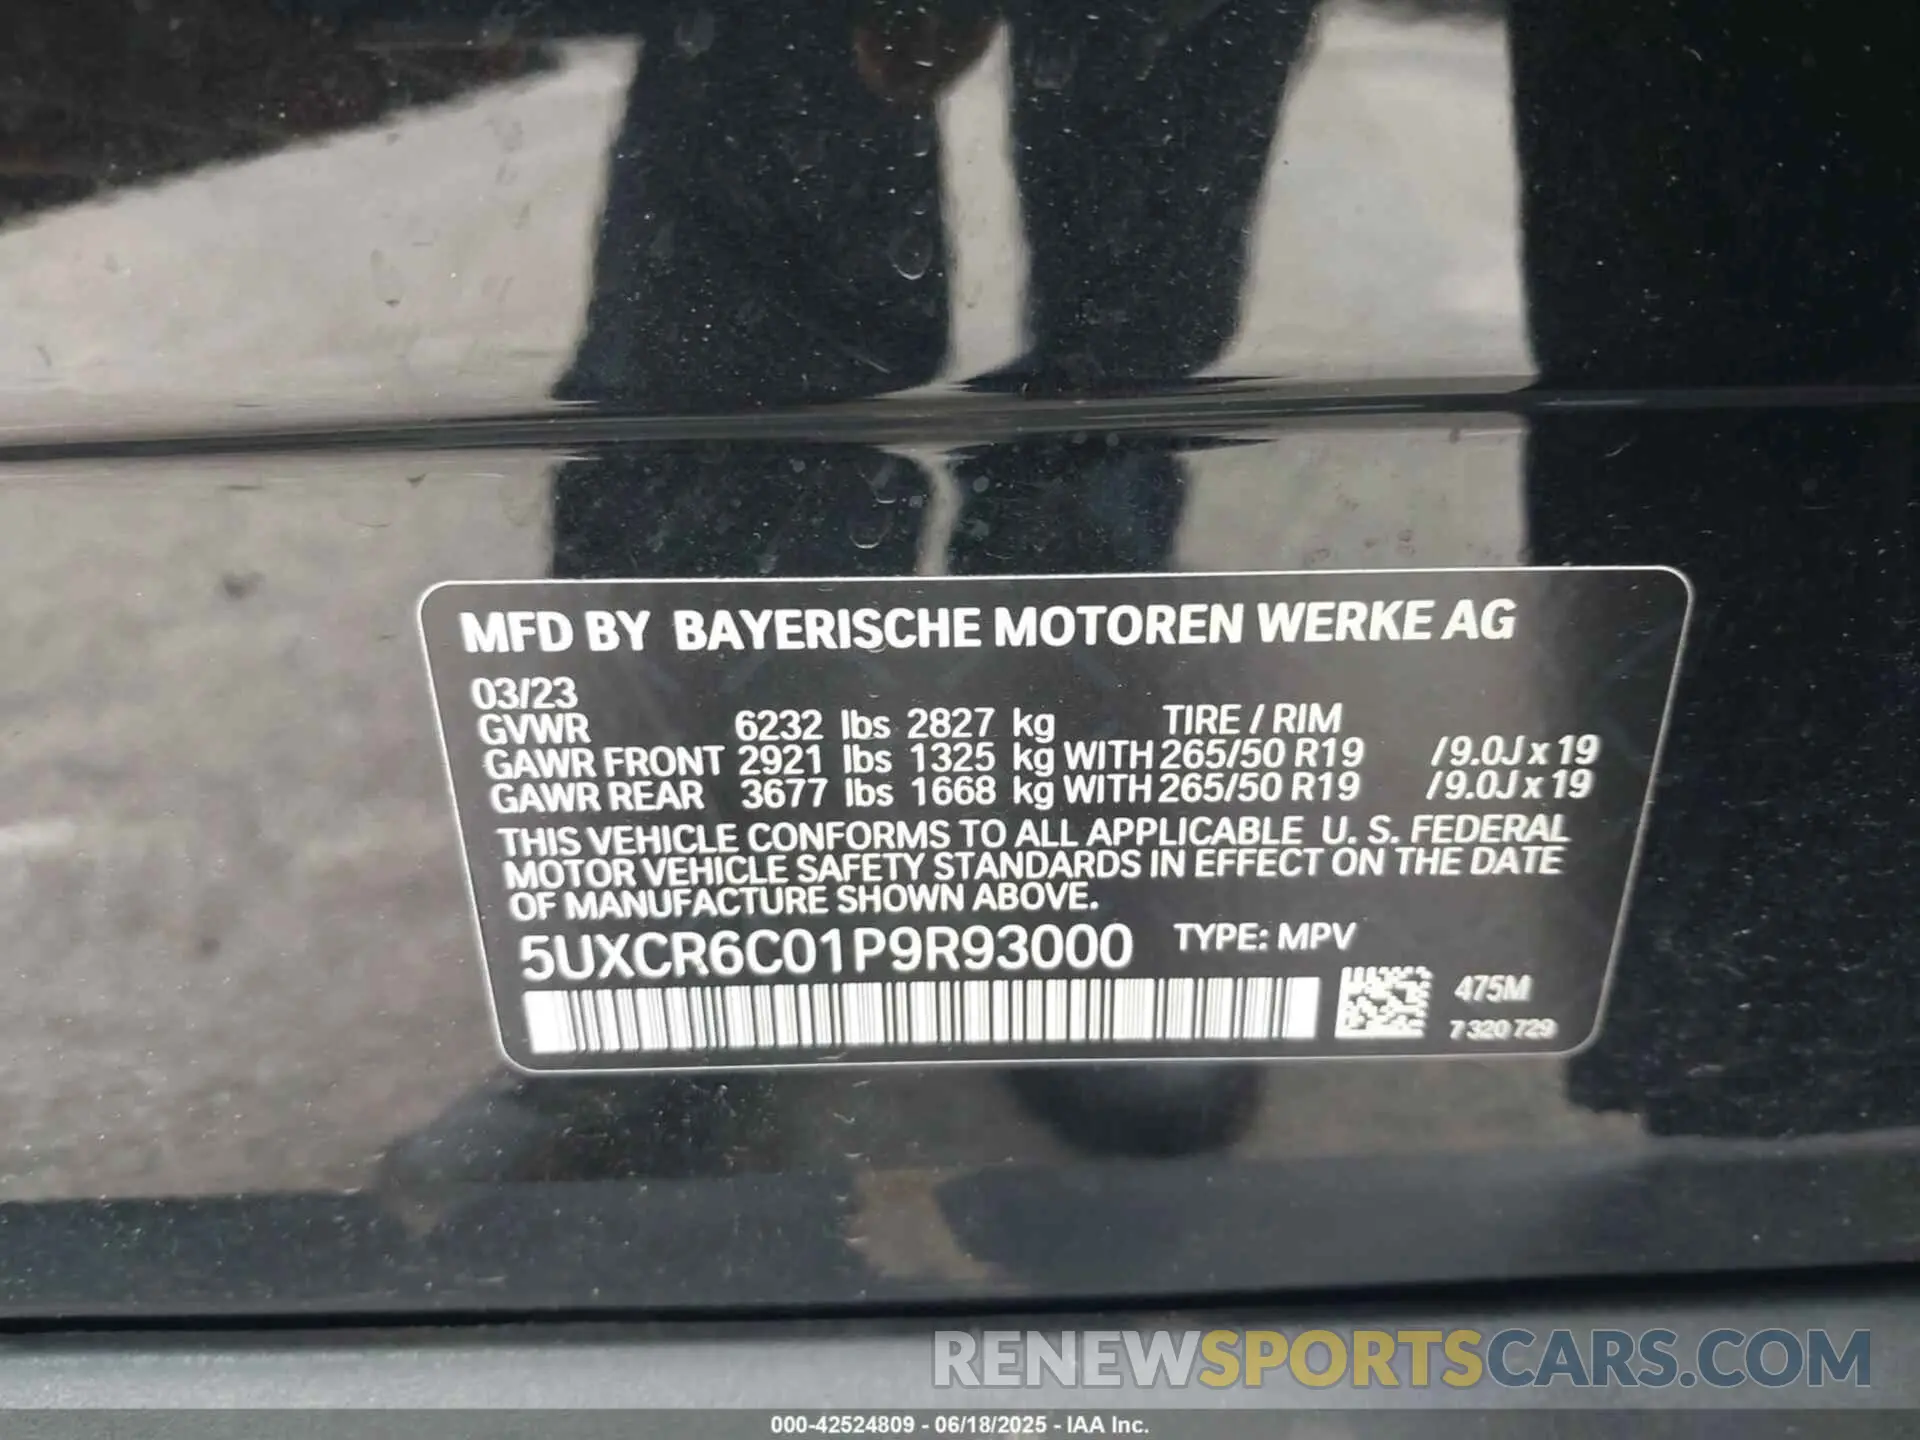 MFD BY BAYERISCHE MOTOREN WERKE AG
03/23
GVWR 6232 lbs 2827 kg TIRE / RIM
GAWR FRONT 2921 lbs 1325 kg WITH 265/50 R19 /9.0J x 19
GAWR REAR 3677 lbs 1668 kg WITH 265/50 R19 /9.0J x 19
THIS VEHICLE CONFORMS TO ALL APPLICABLE U. S. FEDERAL
MOTOR VEHICLE SAFETY STANDARDS IN EFFECT ON THE DATE
OF MANUFACTURE SHOWN ABOVE.
5UXCR6C01P9R93000 TYPE: MPV
475M
7 320 729
RENEWSPORTSCARS.COM
000-42524809 - 06/18/2025 - IAA Inc.